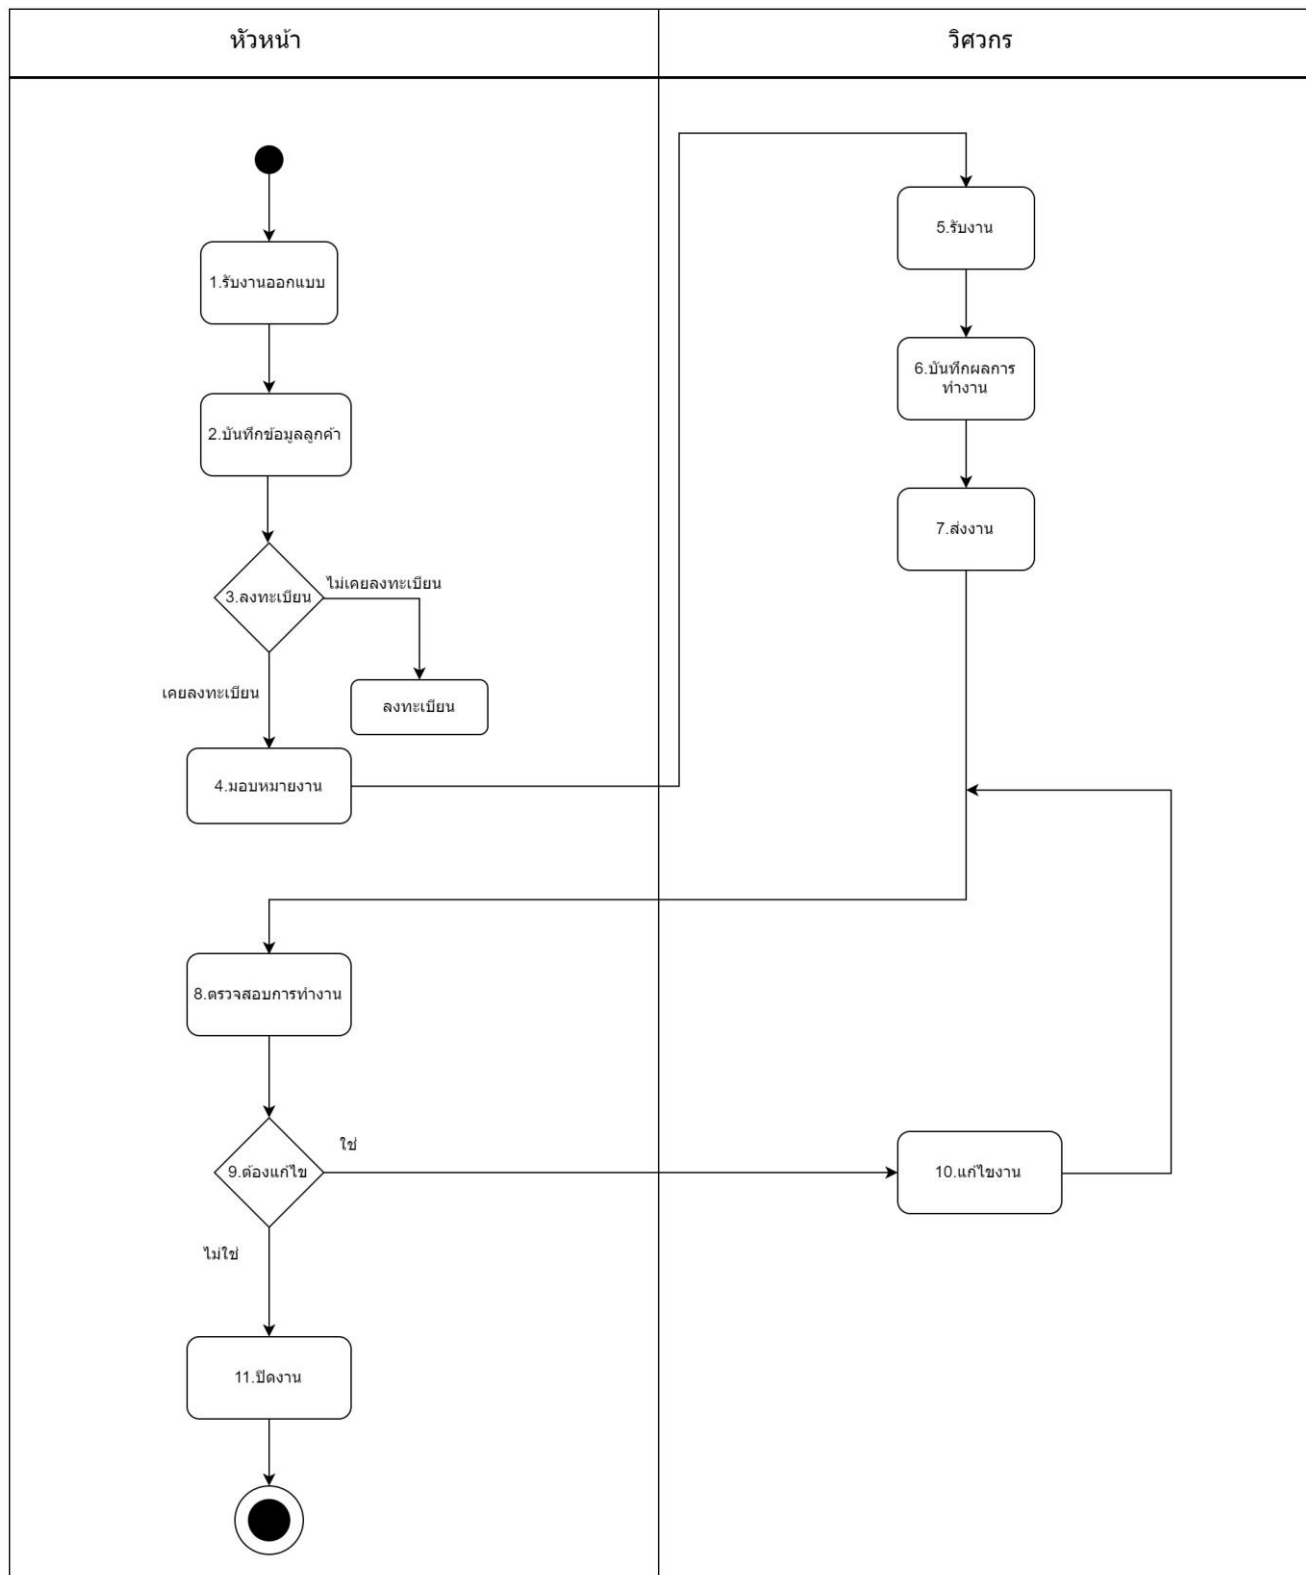 หัวหน้า
วิศวกร
1.รับงานออกแบบ
2.บันทึกข้อมูลลูกค้า
3.ลงทะเบียน
ไม่เคยลงทะเบียน
ลงทะเบียน
เคยลงทะเบียน
4.มอบหมายงาน
5.รับงาน
6.บันทึกผลการ
ทำงาน
7.ส่งงาน
8.ตรวจสอบการทำงาน
9.ต้องแก้ไข
ใช่
10.แก้ไขงาน
ไม่ใช่
11.ปิดงาน